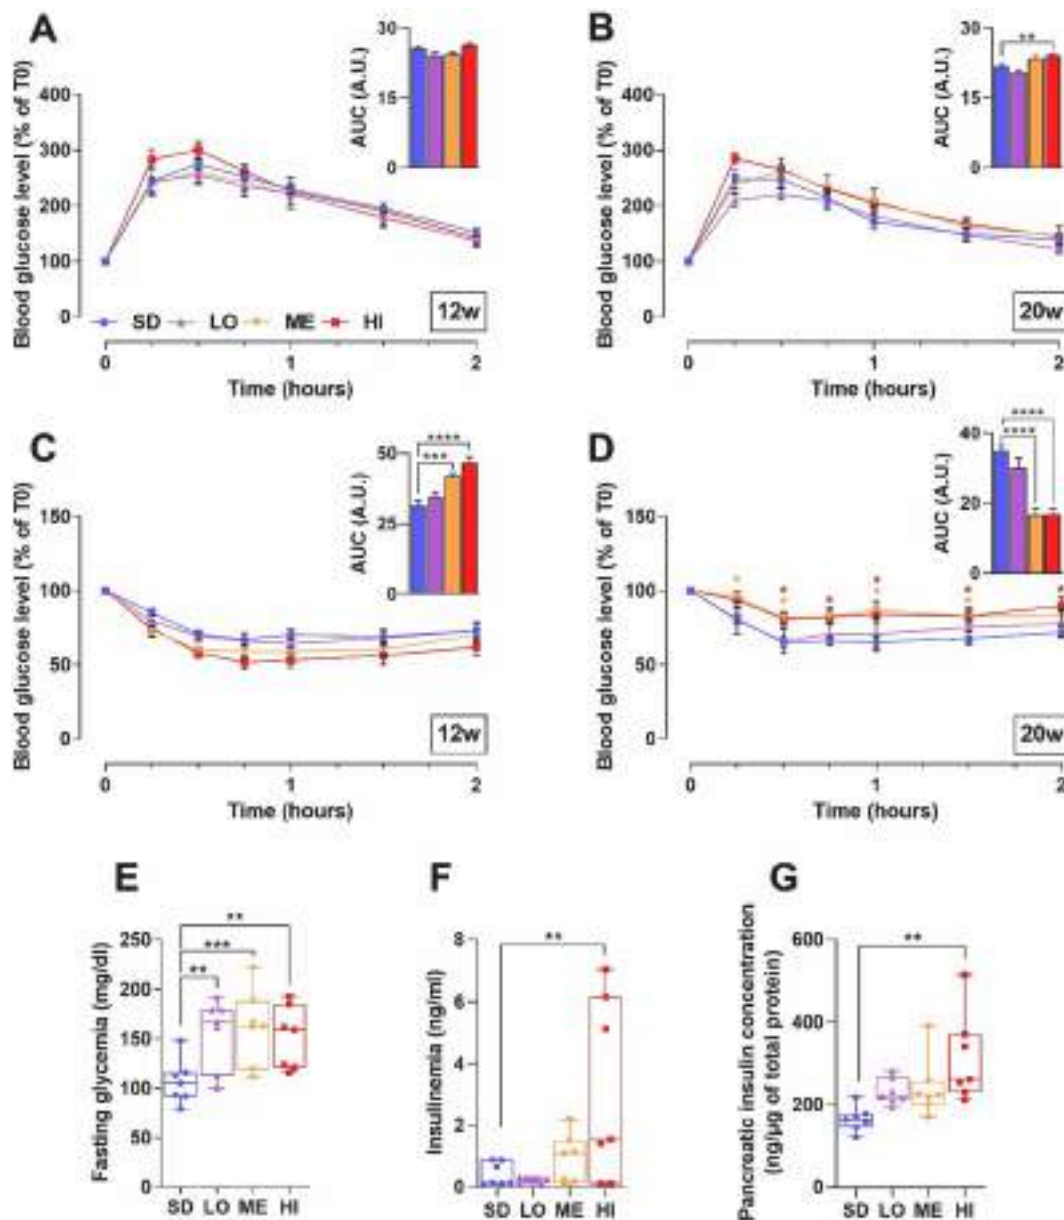 A
Blood glucose level (% of T0)
400
300
200
100
0
AUC (A.U.)
30
15
0
SD LO ME HI
12w
0 1 2
Time (hours)
B
Blood glucose level (% of T0)
400
300
200
100
0
AUC (A.U.)
30
15
0
**
20w
0 1 2
Time (hours)
C
Blood glucose level (% of T0)
150
100
50
0
AUC (A.U.)
50
25
0
****
***
12w
0 1 2
Time (hours)
D
Blood glucose level (% of T0)
150
100
50
0
AUC (A.U.)
40
20
0
****
****
20w
0 1 2
Time (hours)
E
Fasting glycemia (mg/dl)
250
200
150
100
50
0
**
***
**
SD LO ME HI
F
Insulinemia (ng/ml)
8
6
4
2
0
**
SD LO ME HI
G
Pancreatic insulin concentration
(ng/µg of total protein)
600
400
200
0
**
SD LO ME HI